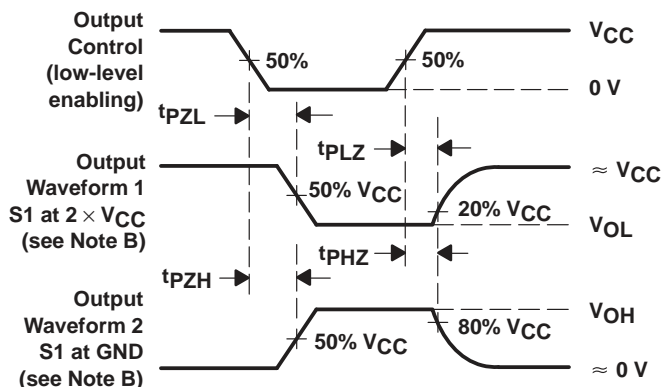 Output
Control
(low-level
enabling)
50%
50%
VCC
0 V
tPZL
tPLZ
Output
Waveform 1
S1 at 2 × VCC
(see Note B)
50% VCC
20% VCC
≈ VCC
VOL
tPZH
tPHZ
Output
Waveform 2
S1 at GND
(see Note B)
50% VCC
80% VCC
VOH
≈ 0 V